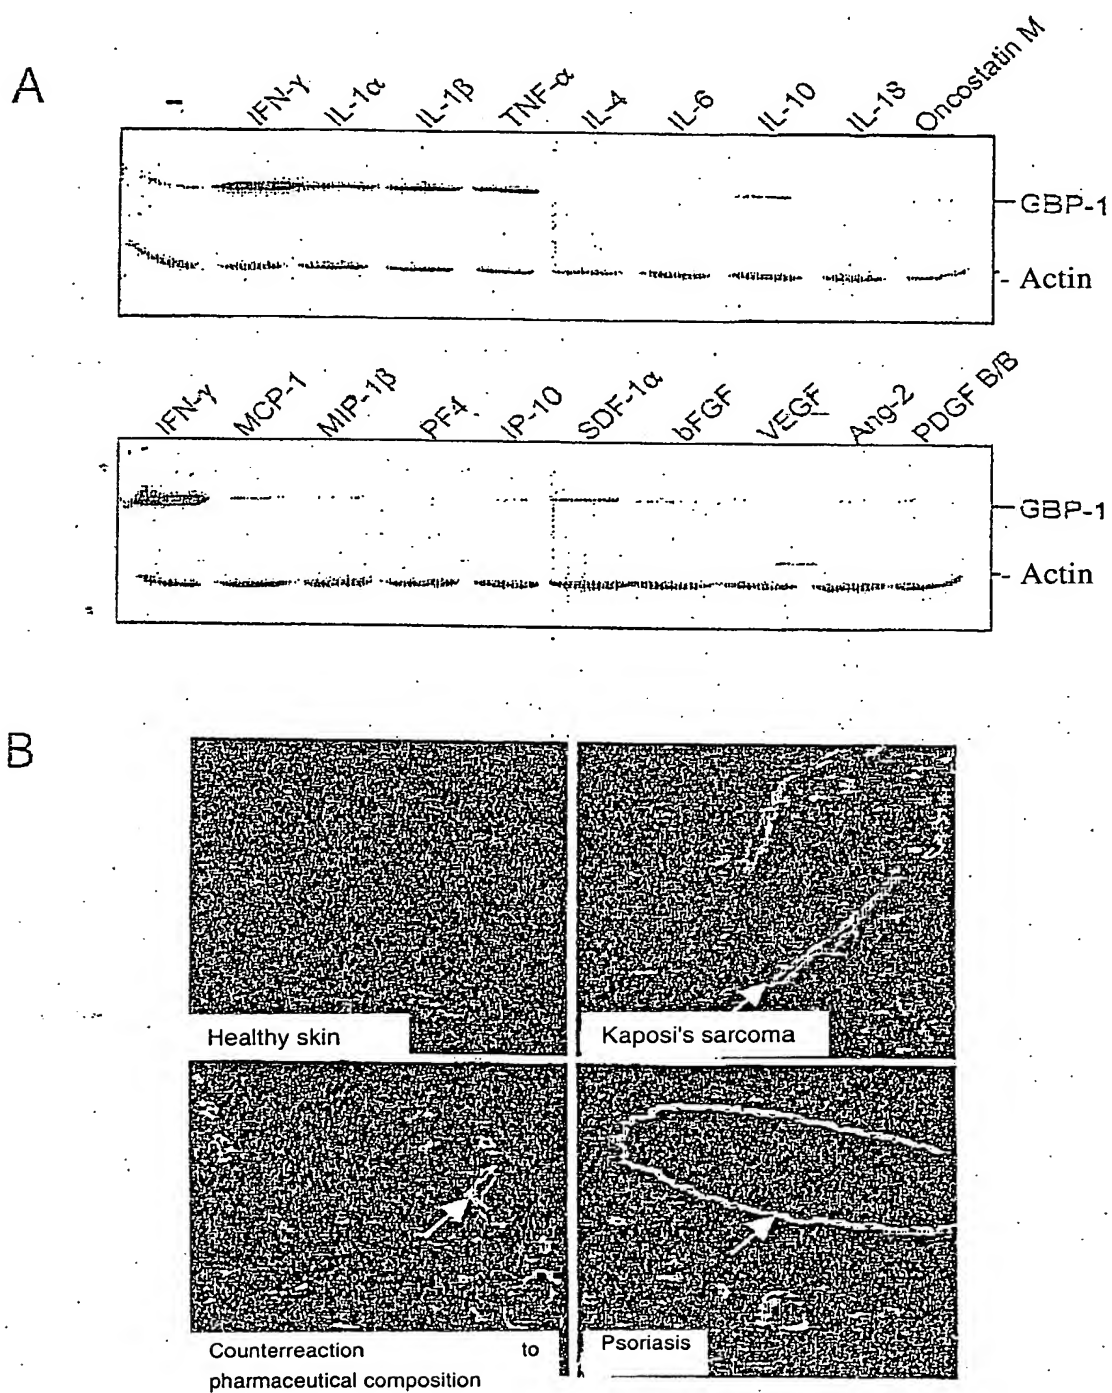 A
- IFN-γ IL-1α IL-1β TNF-α IL-4 IL-6 IL-10 IL-18 Oncostatin M
GBP-1
Actin
IFN-γ MCP-1 MIP-1β PF4 IP-10 SDF-1α bFGF VEGF Ang-2 PDGF B/B
GBP-1
Actin
B
Healthy skin
Kaposi's sarcoma
Counterreaction to
pharmaceutical composition
Psoriasis